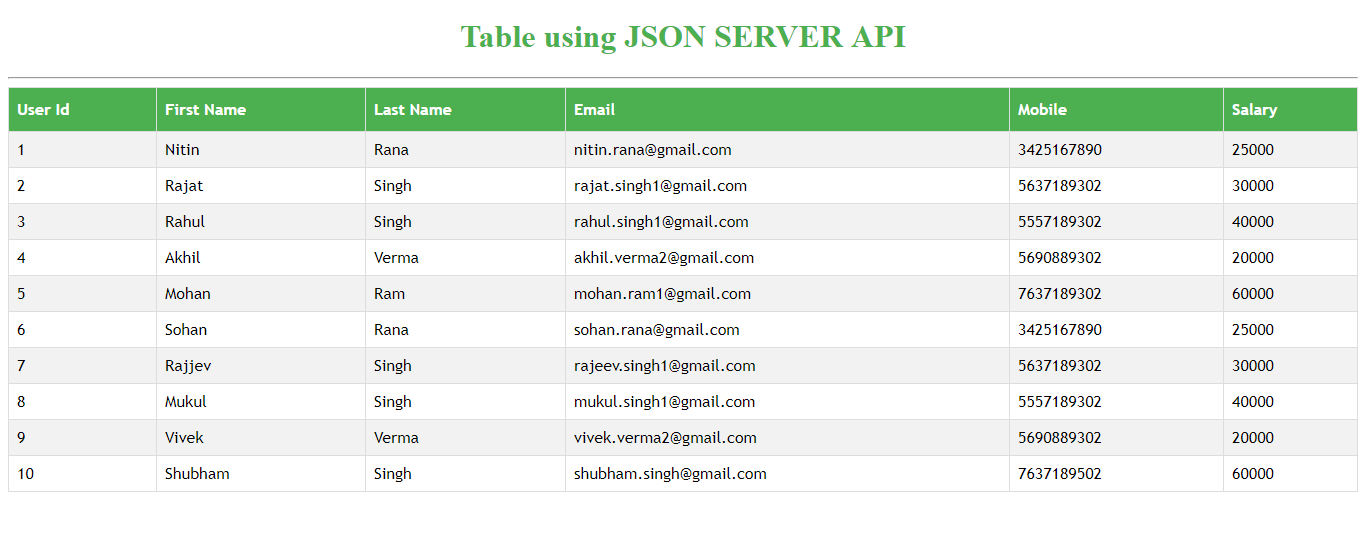 Table using JSON SERVER API
User Id First Name Last Name Email Mobile Salary
1 Nitin Rana nitin.rana@gmail.com 3425167890 25000
2 Rajat Singh rajat.singh1@gmail.com 5637189302 30000
3 Rahul Singh rahul.singh1@gmail.com 5557189302 40000
4 Akhil Verma akhil.verma2@gmail.com 5690889302 20000
5 Mohan Ram mohan.ram1@gmail.com 7637189302 60000
6 Sohan Rana sohan.rana@gmail.com 3425167890 25000
7 Rajjev Singh rajeev.singh1@gmail.com 5637189302 30000
8 Mukul Singh mukul.singh1@gmail.com 5557189302 40000
9 Vivek Verma vivek.verma2@gmail.com 5690889302 20000
10 Shubham Singh shubham.singh@gmail.com 7637189502 60000